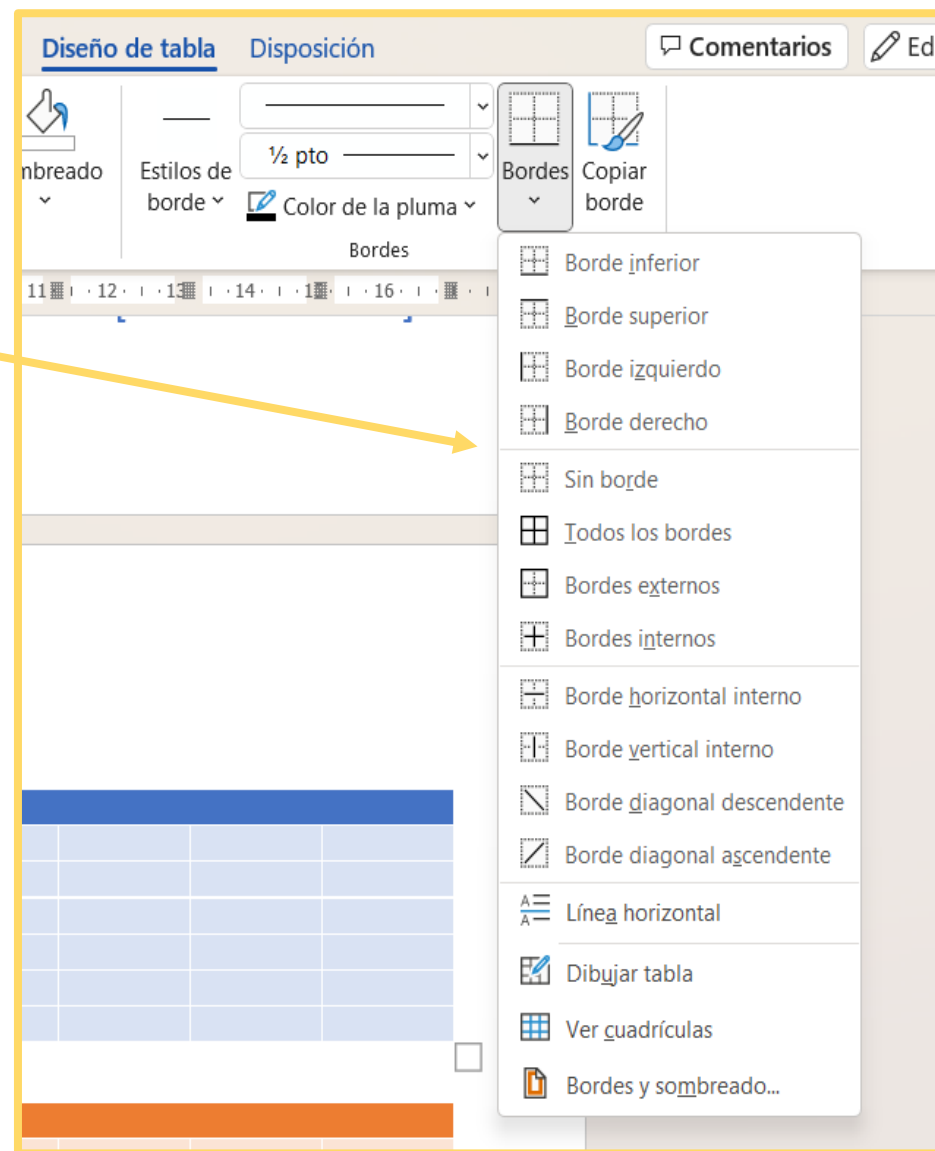 Diseño de tabla Disposición Comentarios Ed
½ pto
mbreado Estilos de borde Color de la pluma Bordes Copiar borde
Bordes
11 12 13 14 15 16
Borde inferior
Borde superior
Borde izquierdo
Borde derecho
Sin borde
Todos los bordes
Bordes externos
Bordes internos
Borde horizontal interno
Borde vertical interno
Borde diagonal descendente
Borde diagonal ascendente
Línea horizontal
Dibujar tabla
Ver cuadrículas
Bordes y sombreado...